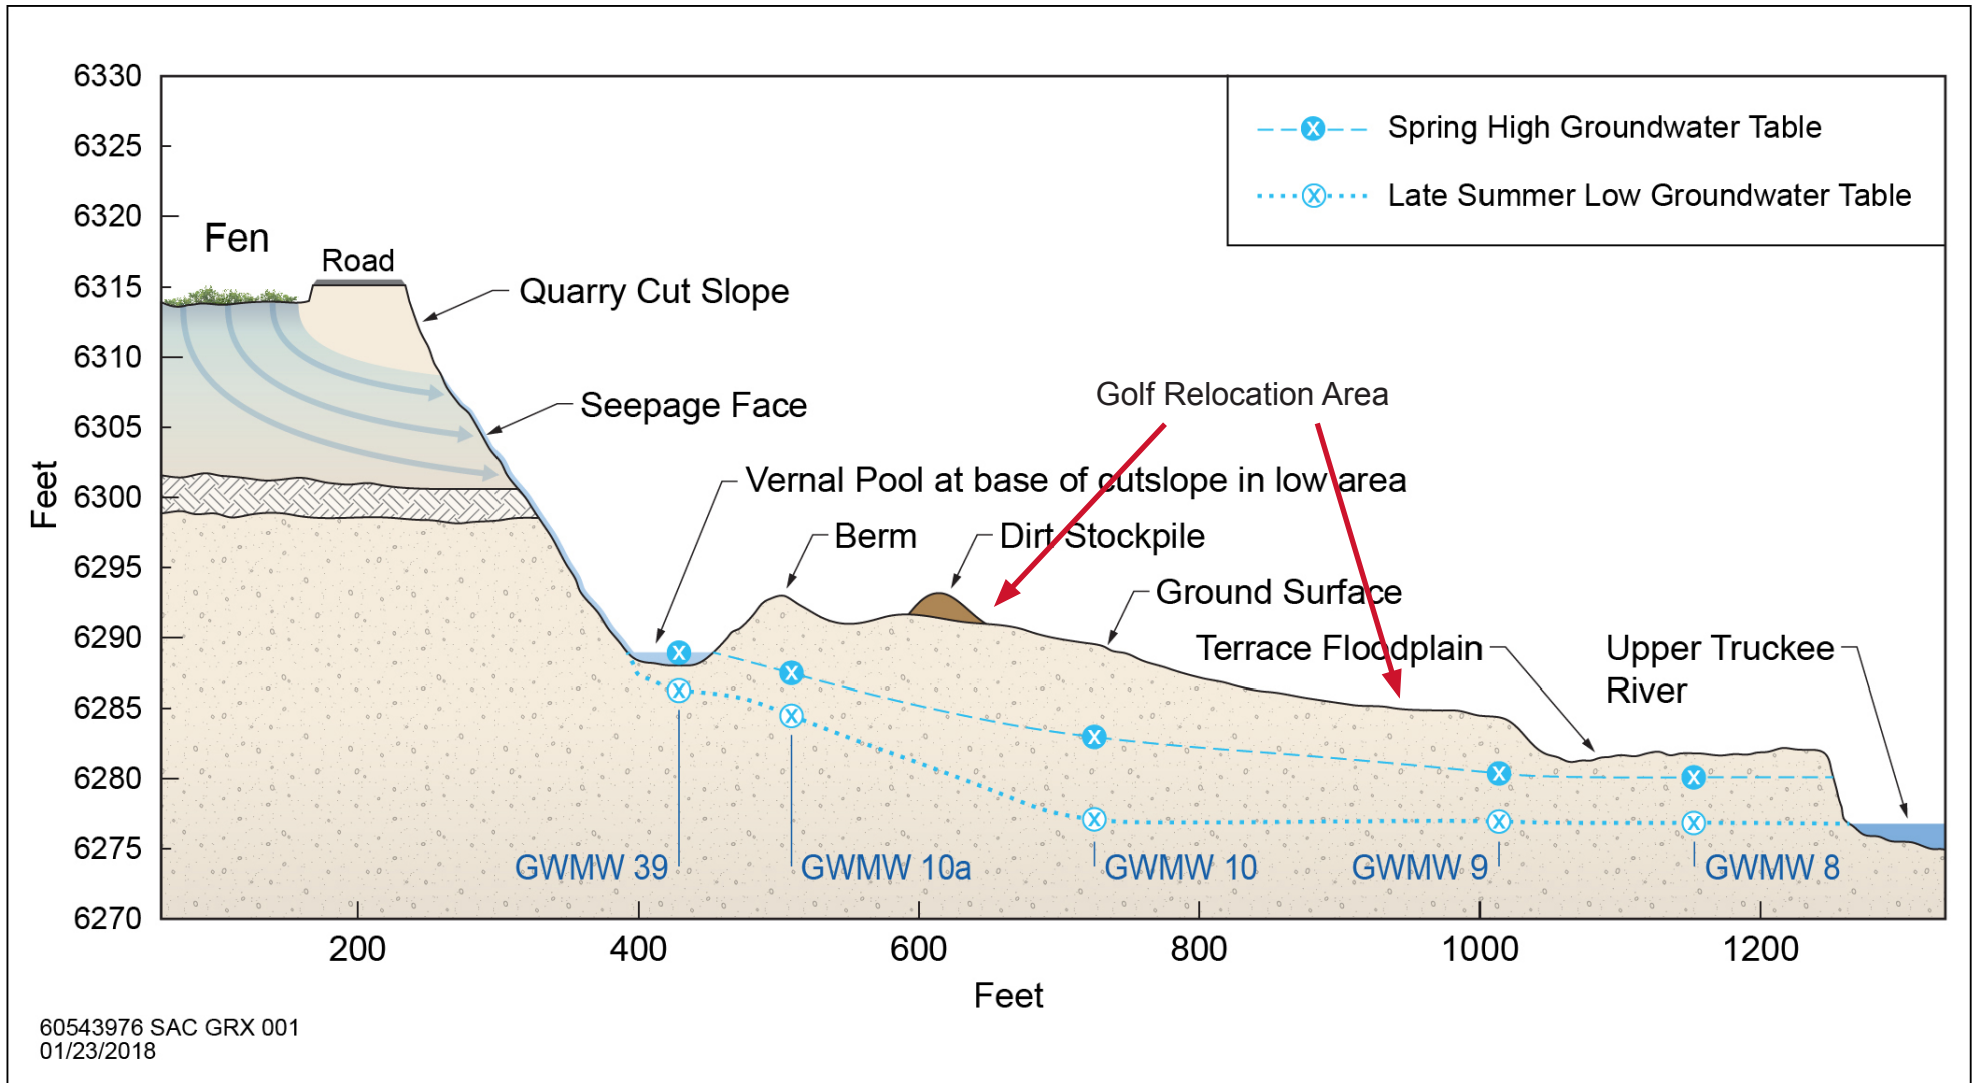 6330
6325
6320
6315
6310
6305
6300
6295
6290
6285
6280
6275
6270
Feet
Spring High Groundwater Table
Late Summer Low Groundwater Table
Fen
Road
Quarry Cut Slope
Seepage Face
Golf Relocation Area
Vernal Pool at base of cutslope in low area
Berm
Dirt Stockpile
Ground Surface
Terrace Floodplain
Upper Truckee
River
X
X
X
X
X
X
X
X
X
X
X
X
GWMW 39
GWMW 10a
GWMW 10
GWMW 9
GWMW 8
200
400
600
800
1000
1200
Feet
60543976 SAC GRX 001
01/23/2018